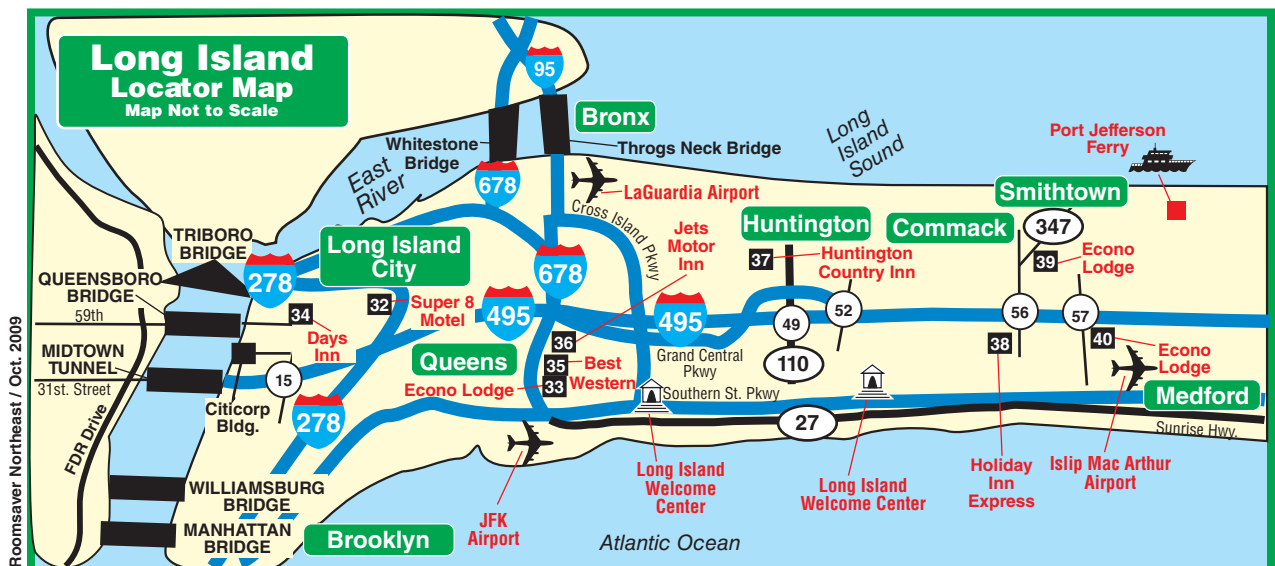 Long Island
Locator Map
Map Not to Scale
95
Bronx
Whitestone
Bridge
Throgs Neck Bridge
Long
Island
Sound
Port Jefferson
Ferry
East
River
678
LaGuardia Airport
Cross Island Pkwy
Smithtown
Huntington
Commack
347
TRIBORO
BRIDGE
Long Island
City
Jets
Motor
Inn
37
Huntington
Country Inn
39
Econo
Lodge
278
678
QUEENSBORO
BRIDGE
59th
34
Days
Inn
32
Super 8
Motel
495
495
49
52
56
57
36
38
40
Econo
Lodge
MIDTOWN
TUNNEL
31st. Street
15
Queens
35
Best
Western
Econo Lodge
33
Grand Central
Pkwy
110
Southern St. Pkwy
Medford
Citicorp
Bldg.
278
27
Sunrise Hwy.
FDR Drive
WILLIAMSBURG
BRIDGE
MANHATTAN
BRIDGE
Brooklyn
JFK
Airport
Long Island
Welcome
Center
Long Island
Welcome Center
Holiday
Inn
Express
Islip Mac Arthur
Airport
Atlantic Ocean
Roomsaver Northeast / Oct. 2009